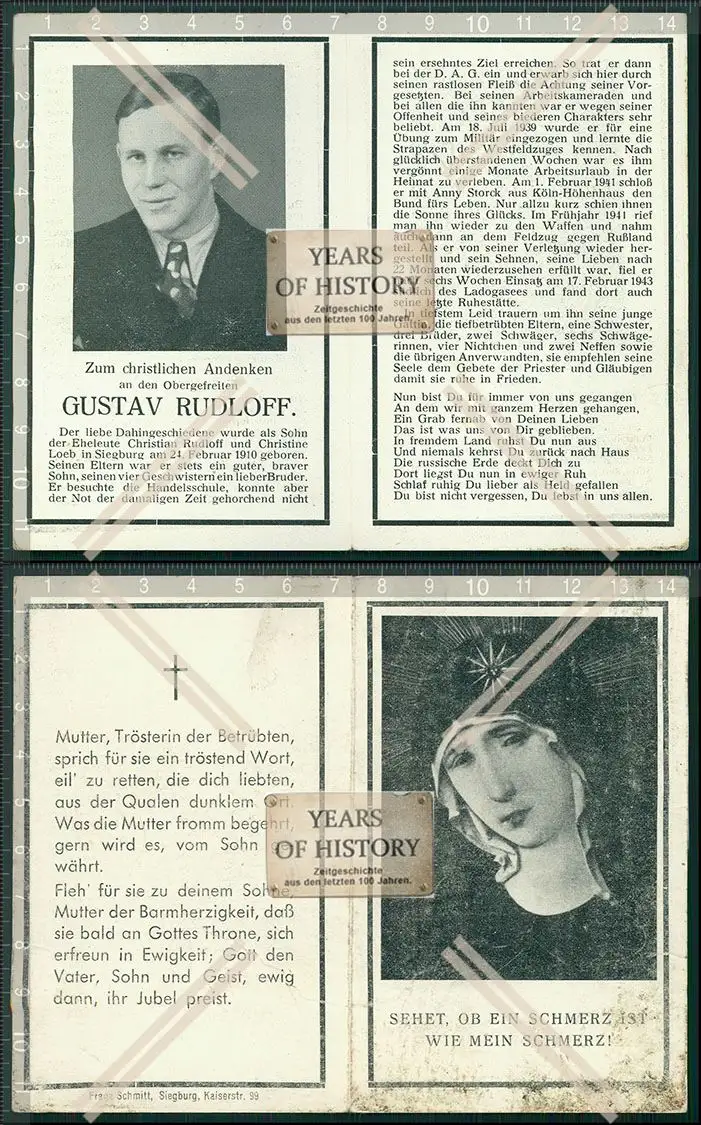 Zum christlichen Andenken
an den Obergefreiten
GUSTAV RUDLOFF.
Der liebe Dahingeschiedene wurde als Sohn
der Eheleute Christian Rudloff und Christine
Loeb in Siegburg am 24. Februar 1910 geboren.
Seinen Eltern war er stets ein guter, braver
Sohn, seinen vier Geschwistern ein lieber Bruder.
Er besuchte die Handelsschule, konnte aber
der Not der damaligen Zeit gehorchend nicht
sein ersehntes Ziel erreichen. So trat er dann
bei der D. A. G. ein und erwarb sich hier durch
seinen rastlosen Fleiß die Achtung seiner Vor-
gesetzten. Bei seinen Arbeitskameraden und
bei allen die ihn kannten war er wegen seiner
Offenheit und seines biederen Charakters sehr
beliebt. Am 18. Juli 1939 wurde er für eine
Übung zum Militär eingezogen und lernte die
Strapazen des Westfeldzuges kennen. Nach
glücklich überstandenen Wochen war es ihm
vergönnt einige Monate Arbeitsurlaub in der
Heimat zu verleben. Am 1. Februar 1941 schloß
er mit Anny Storck aus Köln-Höhenhaus den
Bund fürs Leben. Nur allzu kurz schien ihnen
die Sonne ihres Glücks. Im Frühjahr 1941 rief
man ihn wieder zu den Waffen und nahm
auch dann an dem Feldzug gegen Rußland
teil. Als er von seiner Verletzung wieder her-
gestellt und sein Sehnen, seine Lieben nach
22 Monaten wiederzusehen erfüllt war, fiel er
sechs Wochen Einsatz am 17. Februar 1943
des Ladogasees und fand dort auch
seine letzte Ruhestätte.
In tiefstem Leid trauern um ihn seine junge
Gattin, die tiefbetrübten Eltern, eine Schwester,
drei Brüder, zwei Schwäger, sechs Schwäge-
rinnen, vier Nichtchen und zwei Neffen sowie
die übrigen Anverwandten, sie empfehlen seine
Seele dem Gebete der Priester und Gläubigen
damit sie ruhe in Frieden.
Nun bist Du für immer von uns gegangen
An dem wir mit ganzem Herzen gehangen,
Ein Grab fernab von Deinen Lieben
Das ist was uns von Dir geblieben.
In fremdem Land ruhst Du nun aus
Und niemals kehrst Du zurück nach Haus
Die russische Erde deckt Dich zu
Dort liegst Du nun in ewiger Ruh
Schlaf ruhig Du lieber als Held gefallen
Du bist nicht vergessen, Du lebst in uns allen.
YEARS
OF HISTORY
Zeitgeschichte
aus den letzten 100 Jahren.
Mutter, Trösterin der Betrübten,
sprich für sie ein tröstend Wort,
eil' zu retten, die dich liebten,
aus der Qualen dunklem Ort.
Was die Mutter fromm begehrt,
gern wird es, vom Sohn ge-
währt.
Fleh' für sie zu deinem Sohne,
Mutter der Barmherzigkeit, daß
sie bald an Gottes Throne, sich
erfreun in Ewigkeit; Gott den
Vater, Sohn und Geist, ewig
dann, ihr Jubel preist.
Franz Schmitt, Siegburg, Kaiserstr. 99
YEARS
OF HISTORY
Zeitgeschichte
aus den letzten 100 Jahren.
SEHET, OB EIN SCHMERZ IST
WIE MEIN SCHMERZ!